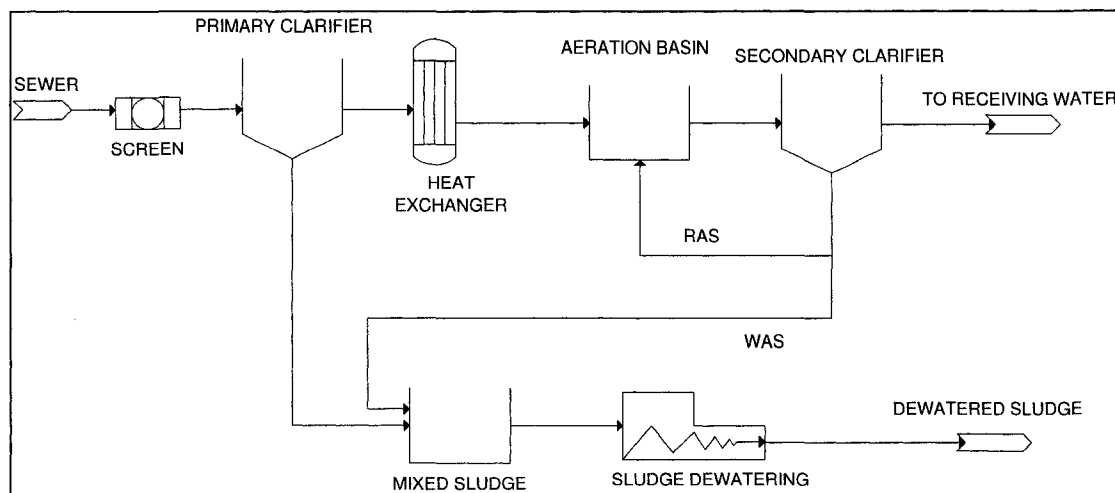 PRIMARY CLARIFIER
AERATION BASIN
SECONDARY CLARIFIER
SEWER
TO RECEIVING WATER
SCREEN
HEAT
EXCHANGER
RAS
WAS
DEWATERED SLUDGE
MIXED SLUDGE
SLUDGE DEWATERING